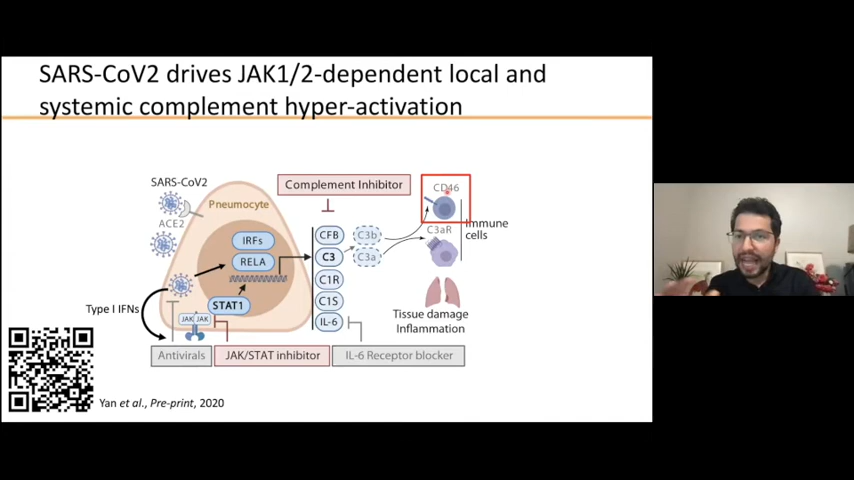 SARS-CoV2 drives JAK1/2-dependent local and
systemic complement hyper-activation
SARS-CoV2
ACE2
Pneumocyte
Complement Inhibitor
CD46
IRFs
RELA
STAT1
JAK JAK
Type I IFNs
CFB
C3
C1R
C1S
IL-6
C3b
C3a
C3aR
Immune
cells
Tissue damage
Inflammation
Antivirals
JAK/STAT inhibitor
IL-6 Receptor blocker
Yan et al., Pre-print, 2020